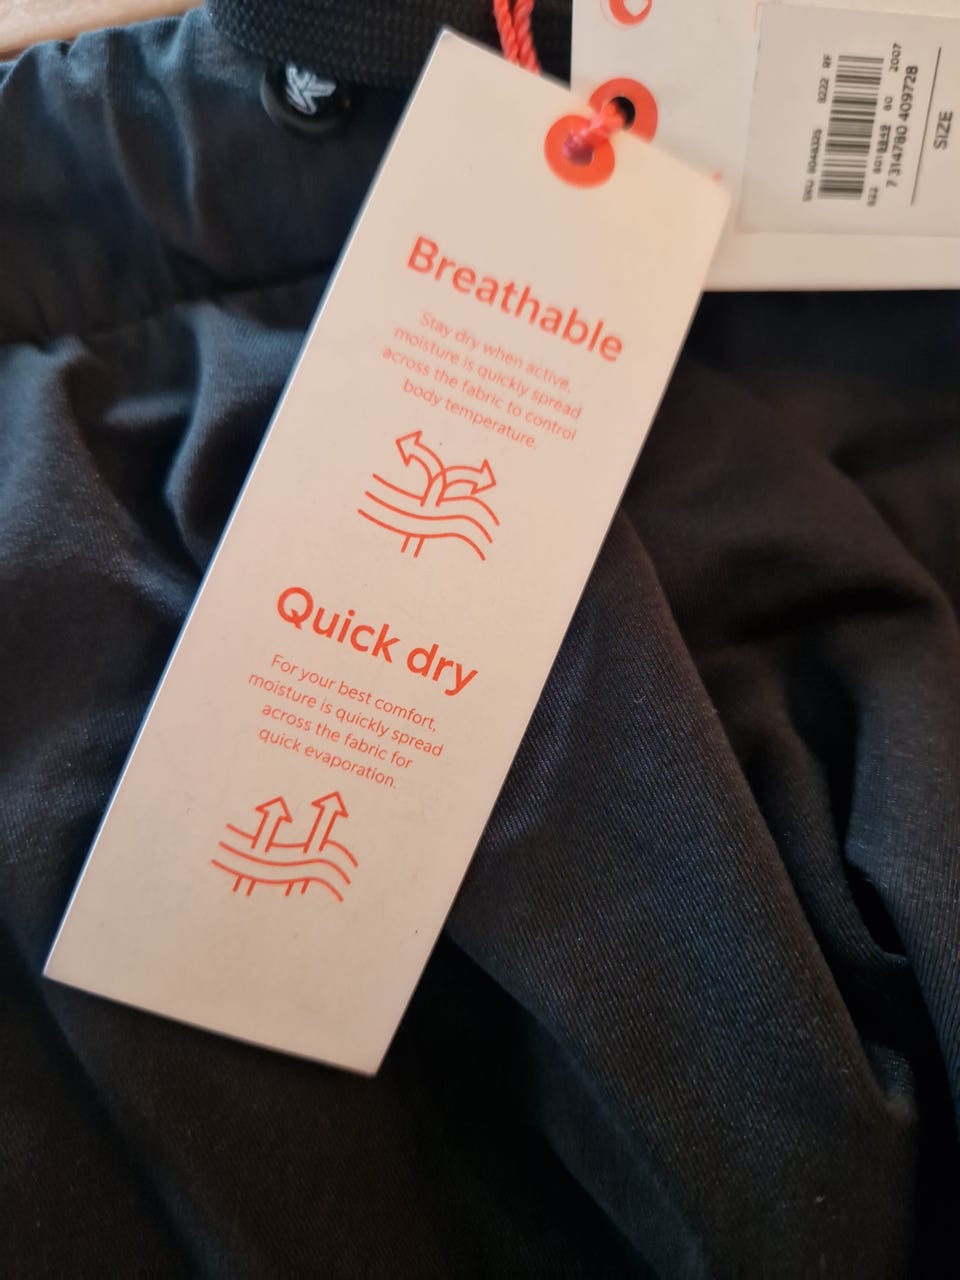 Breathable
Stay dry when active,
moisture is quickly spread
across the fabric to control
body temperature.
Quick dry
For your best comfort,
moisture is quickly spread
across the fabric for
quick evaporation.
SIZE
7 314780 409728
2007